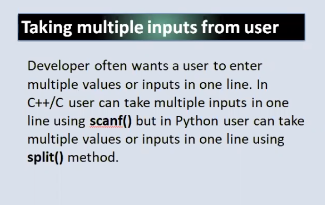 Taking multiple inputs from user
Developer often wants a user to enter
multiple values or inputs in one line. In
C++/C user can take multiple inputs in one
line using scanf() but in Python user can take
multiple values or inputs in one line using
split() method.